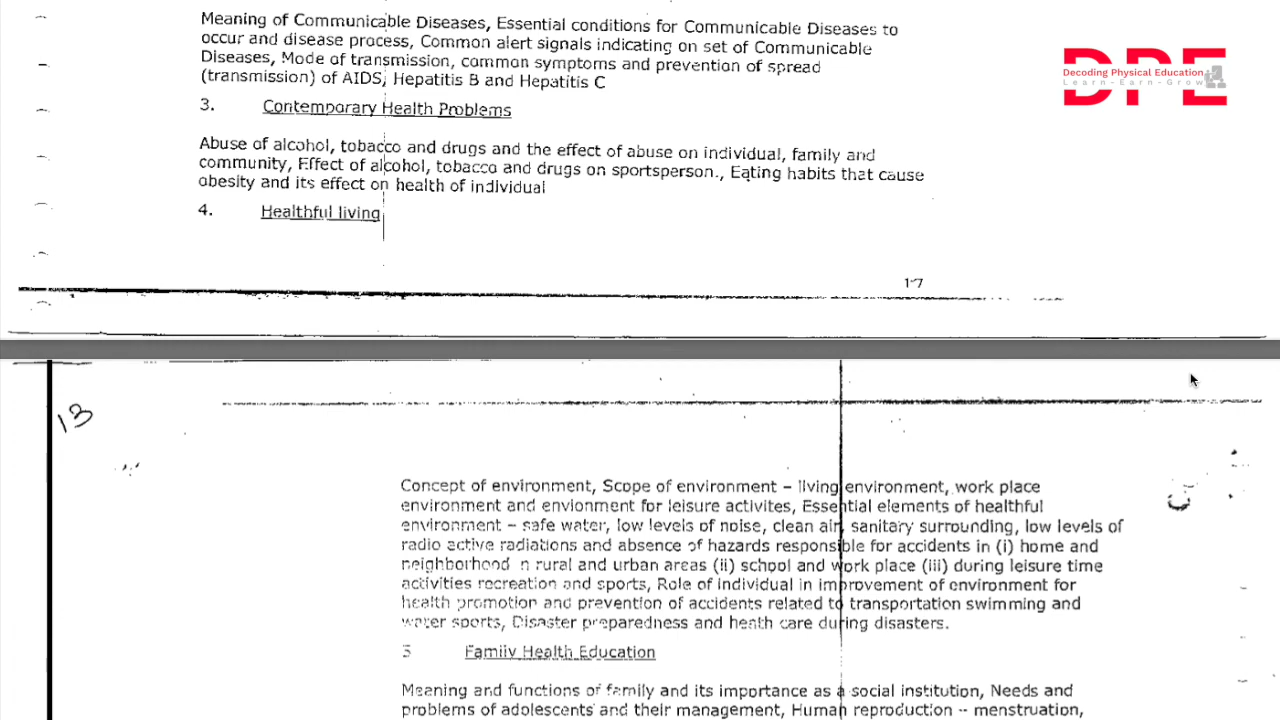 Meaning of Communicable Diseases, Essential conditions for Communicable Diseases to
occur and disease process, Common alert signals indicating on set of Communicable
Diseases, Mode of transmission, common symptoms and prevention of spread
(transmission) of AIDS, Hepatitis B and Hepatitis C
3. Contemporary Health Problems
Abuse of alcohol, tobacco and drugs and the effect of abuse on individual, family and
community, Effect of alcohol, tobacco and drugs on sportsperson., Eating habits that cause
obesity and its effect on health of individual
4. Healthful living
17
DPE
Decoding Physical Education
Learn-Earn-Grow
13
Concept of environment, Scope of environment – living environment, work place
environment and envionment for leisure activites, Essential elements of healthful
environment – safe water, low levels of noise, clean air, sanitary surrounding, low levels of
radio active radiations and absence of hazards responsible for accidents in (i) home and
neighborhood n rural and urban areas (ii) school and work place (iii) during leisure time
activities recreation and sports, Role of individual in improvement of environment for
health promotion and prevention of accidents related to transportation swimming and
water sports, Disaster preparedness and health care during disasters.
5 Family Health Education
Meaning and functions of family and its importance as a social institution, Needs and
problems of adolescents and their management, Human reproduction -- menstruation,